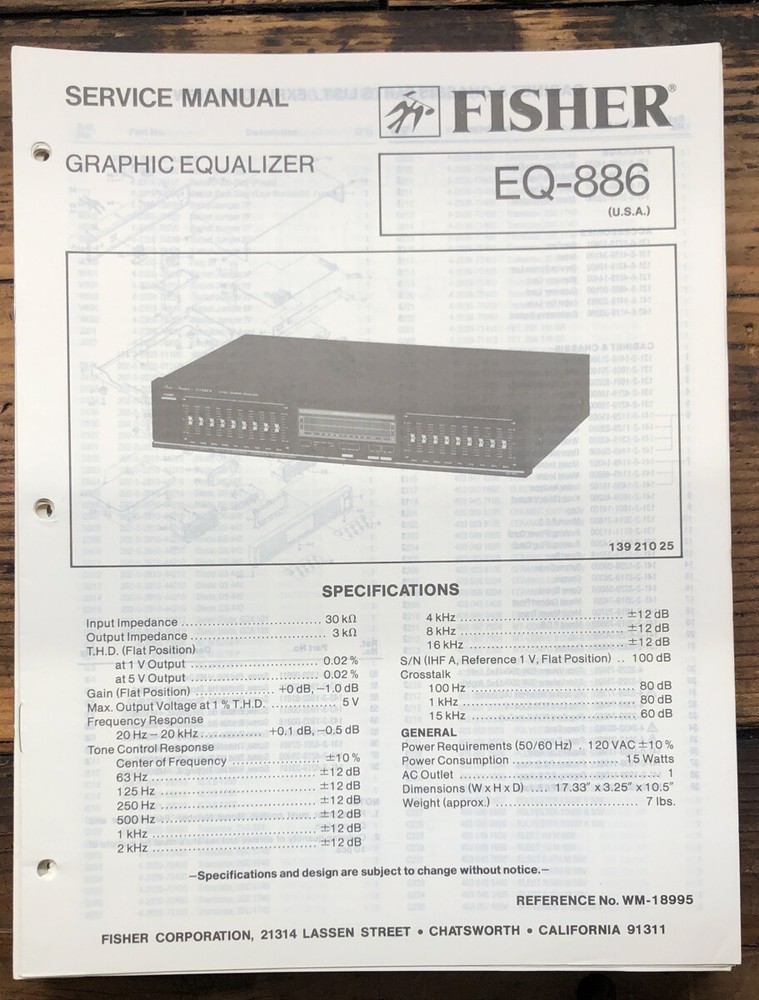 SERVICE MANUAL
FISHER®
GRAPHIC EQUALIZER
EQ-886
(U.S.A.)
139 210 25
SPECIFICATIONS
Input Impedance .............................. 30 kΩ
Output Impedance .............................. 3 kΩ
T.H.D. (Flat Position)
at 1 V Output .............................. 0.02 %
at 5 V Output .............................. 0.02 %
Gain (Flat Position) ................ +0 dB, −1.0 dB
Max. Output Voltage at 1 % T.H.D. .............. 5 V
Frequency Response
20 Hz – 20 kHz ............. +0.1 dB, −0.5 dB
Tone Control Response
Center of Frequency .................... ±10 %
63 Hz .................................. ±12 dB
125 Hz ................................. ±12 dB
250 Hz ................................. ±12 dB
500 Hz ................................. ±12 dB
1 kHz .................................. ±12 dB
2 kHz .................................. ±12 dB
4 kHz .................................. ±12 dB
8 kHz .................................. ±12 dB
16 kHz ................................. ±12 dB
S/N (IHF A, Reference 1 V, Flat Position) .. 100 dB
Crosstalk
100 Hz ................................. 80 dB
1 kHz .................................. 80 dB
15 kHz ................................. 60 dB
GENERAL
Power Requirements (50/60 Hz) . 120 VAC ±10 %
Power Consumption ...................... 15 Watts
AC Outlet ..................................... 1
Dimensions (W x H x D) .... 17.33″ x 3.25″ x 10.5″
Weight (approx.) .............................. 7 lbs.
–Specifications and design are subject to change without notice.–
REFERENCE No. WM-18995
FISHER CORPORATION, 21314 LASSEN STREET • CHATSWORTH • CALIFORNIA 91311